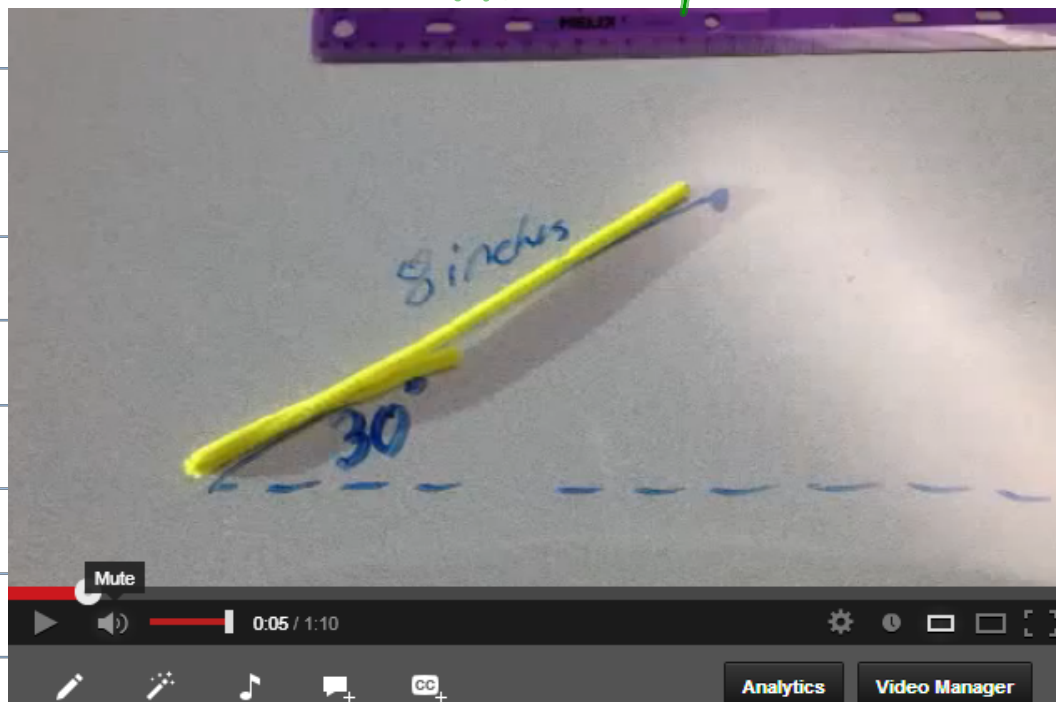 8 inches
30°
Mute
0:05 / 1:10
CC
Analytics
Video Manager